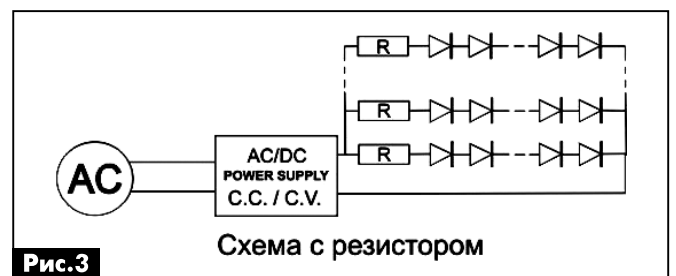 R
R
R
AC
AC/DC
POWER SUPPLY
C.C. / C.V.
Схема с резистором
Рис.3